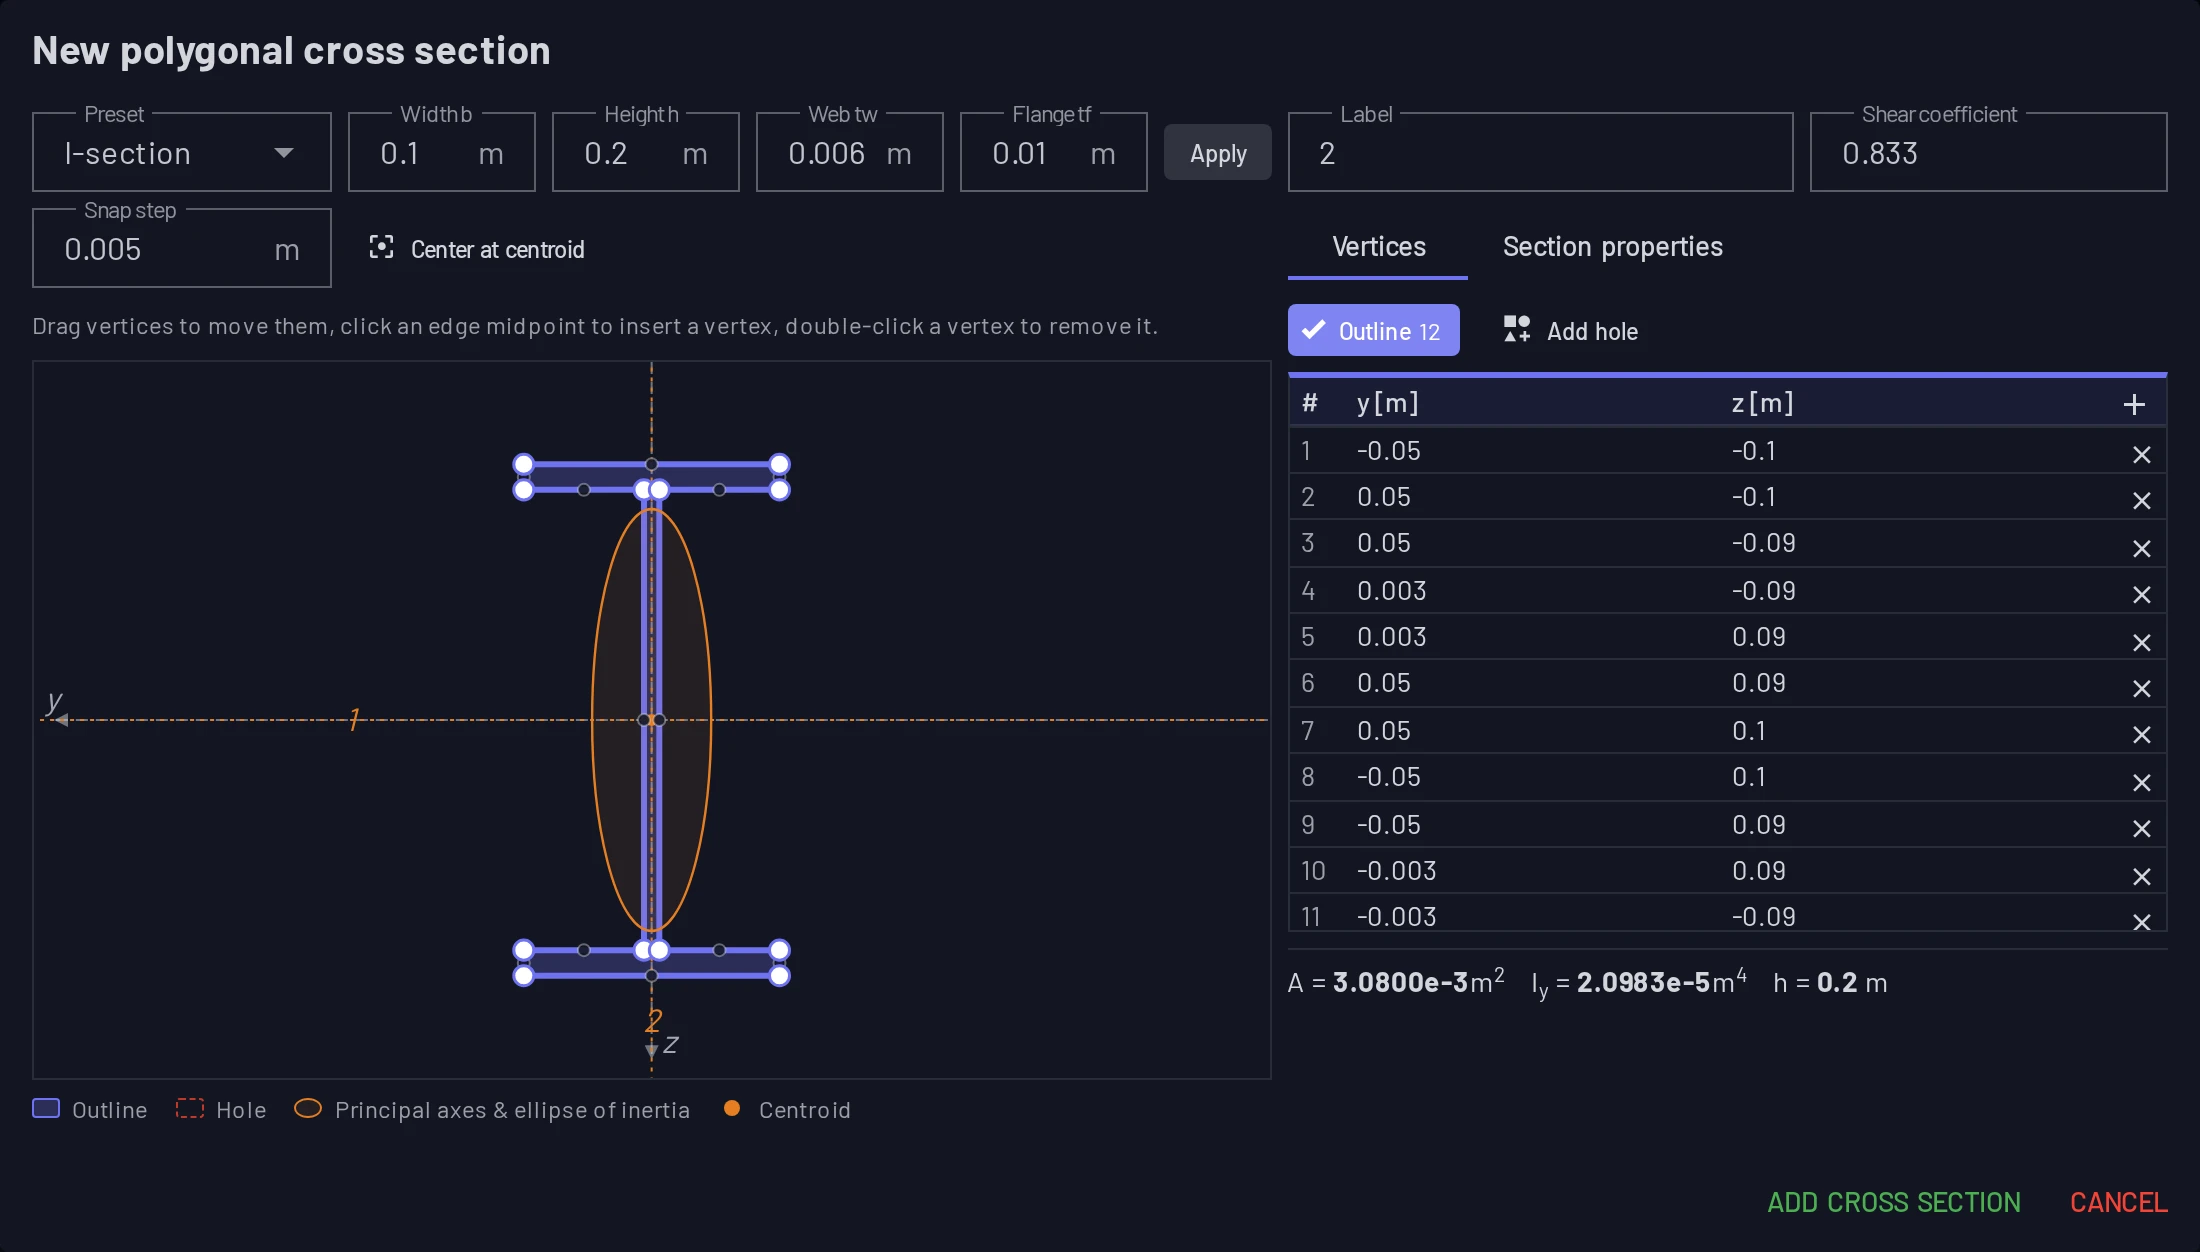 New polygonal cross section
Preset
I-section
Width b
0.1 m
Height h
0.2 m
Web tw
0.006 m
Flange tf
0.01 m
Apply
Label
2
Shear coefficient
0.833
Snap step
0.005 m
Center at centroid
Vertices
Section properties
Drag vertices to move them, click an edge midpoint to insert a vertex, double-click a vertex to remove it.
Outline 12
Add hole
# y [m] z [m]
1 -0.05 -0.1
2 0.05 -0.1
3 0.05 -0.09
4 0.003 -0.09
5 0.003 0.09
6 0.05 0.09
7 0.05 0.1
8 -0.05 0.1
9 -0.05 0.09
10 -0.003 0.09
11 -0.003 -0.09
y
1
2
z
A = 3.0800e-3m² I_y = 2.0983e-5m⁴ h = 0.2 m
Outline
Hole
Principal axes & ellipse of inertia
Centroid
ADD CROSS SECTION
CANCEL